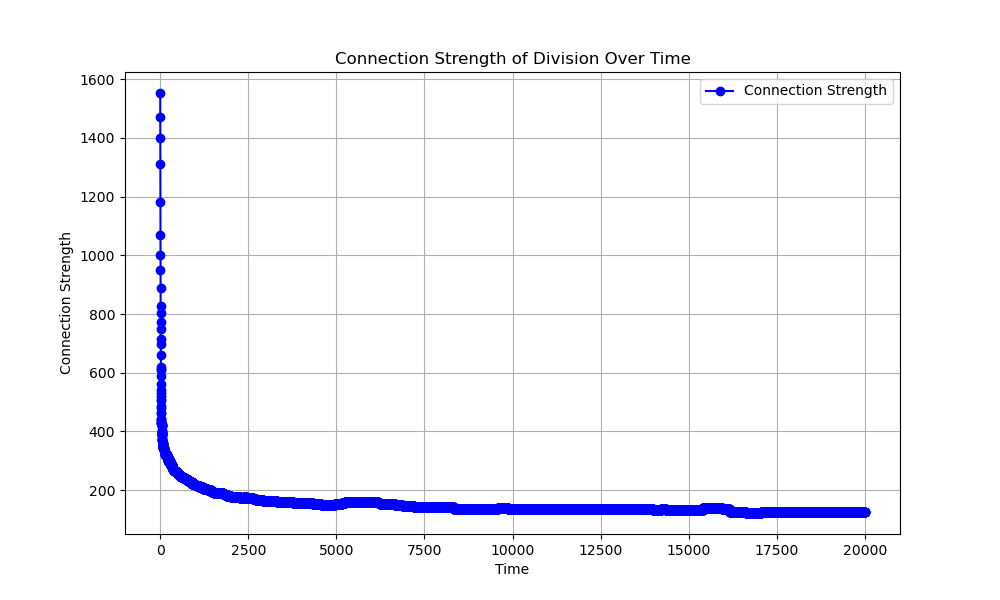 Connection Strength of Division Over Time
Connection Strength
1600
1400
1200
1000
800
600
400
200
Connection Strength
0 2500 5000 7500 10000 12500 15000 17500 20000
Time